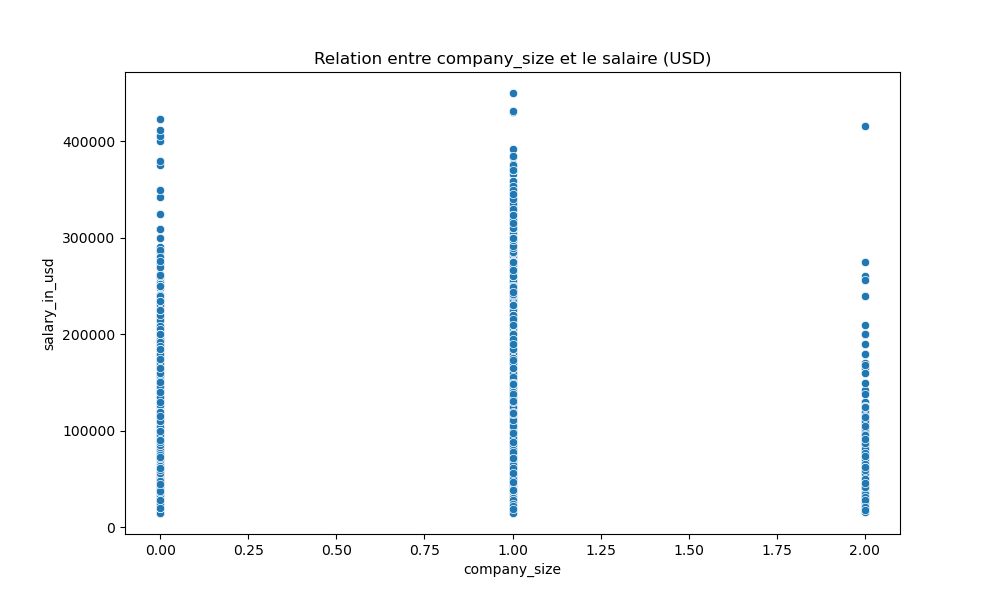 Relation entre company_size et le salaire (USD)
400000
300000
200000
100000
0
salary_in_usd
0.00 0.25 0.50 0.75 1.00 1.25 1.50 1.75 2.00
company_size